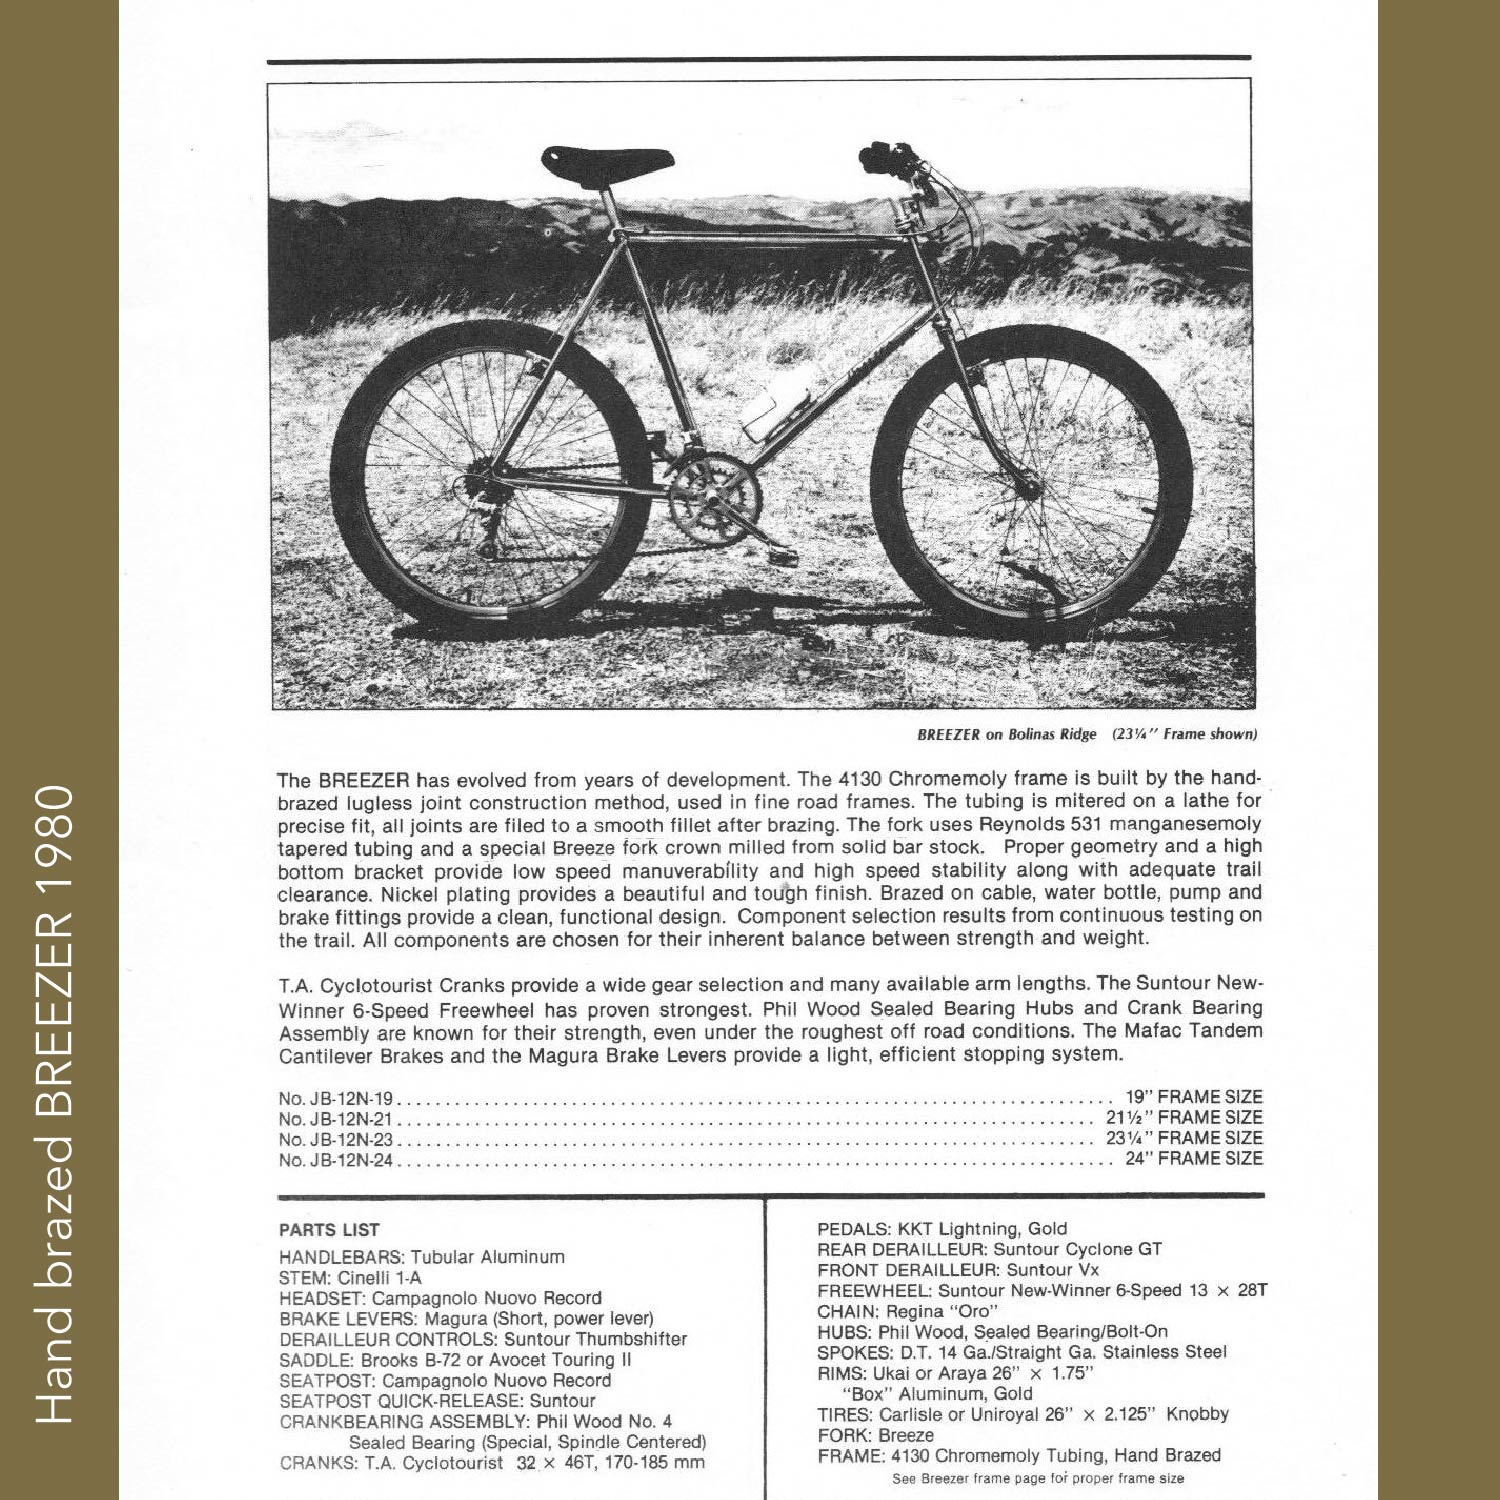 Hand brazed BREEZER 1980
BREEZER on Bolinas Ridge (23¼" Frame shown)
The BREEZER has evolved from years of development. The 4130 Chromemoly frame is built by the hand-
brazed lugless joint construction method, used in fine road frames. The tubing is mitered on a lathe for
precise fit, all joints are filed to a smooth fillet after brazing. The fork uses Reynolds 531 manganesemoly
tapered tubing and a special Breeze fork crown milled from solid bar stock. Proper geometry and a high
bottom bracket provide low speed manuverability and high speed stability along with adequate trail
clearance. Nickel plating provides a beautiful and tough finish. Brazed on cable, water bottle, pump and
brake fittings provide a clean, functional design. Component selection results from continuous testing on
the trail. All components are chosen for their inherent balance between strength and weight.
T.A. Cyclotourist Cranks provide a wide gear selection and many available arm lengths. The Suntour New-
Winner 6-Speed Freewheel has proven strongest. Phil Wood Sealed Bearing Hubs and Crank Bearing
Assembly are known for their strength, even under the roughest off road conditions. The Mafac Tandem
Cantilever Brakes and the Magura Brake Levers provide a light, efficient stopping system.
No. JB-12N-19 . . . . . . . . . . 19" FRAME SIZE
No. JB-12N-21 . . . . . . . . . . 21½" FRAME SIZE
No. JB-12N-23 . . . . . . . . . . 23¼" FRAME SIZE
No. JB-12N-24 . . . . . . . . . . 24" FRAME SIZE
PARTS LIST
HANDLEBARS: Tubular Aluminum
STEM: Cinelli 1-A
HEADSET: Campagnolo Nuovo Record
BRAKE LEVERS: Magura (Short, power lever)
DERAILLEUR CONTROLS: Suntour Thumbshifter
SADDLE: Brooks B-72 or Avocet Touring II
SEATPOST: Campagnolo Nuovo Record
SEATPOST QUICK-RELEASE: Suntour
CRANKBEARING ASSEMBLY: Phil Wood No. 4
Sealed Bearing (Special, Spindle Centered)
CRANKS: T.A. Cyclotourist 32 × 46T, 170-185 mm
PEDALS: KKT Lightning, Gold
REAR DERAILLEUR: Suntour Cyclone GT
FRONT DERAILLEUR: Suntour Vx
FREEWHEEL: Suntour New-Winner 6-Speed 13 × 28T
CHAIN: Regina "Oro"
HUBS: Phil Wood, Sealed Bearing/Bolt-On
SPOKES: D.T. 14 Ga./Straight Ga. Stainless Steel
RIMS: Ukai or Araya 26" × 1.75"
"Box" Aluminum, Gold
TIRES: Carlisle or Uniroyal 26" × 2.125" Knobby
FORK: Breeze
FRAME: 4130 Chromemoly Tubing, Hand Brazed
See Breezer frame page for proper frame size